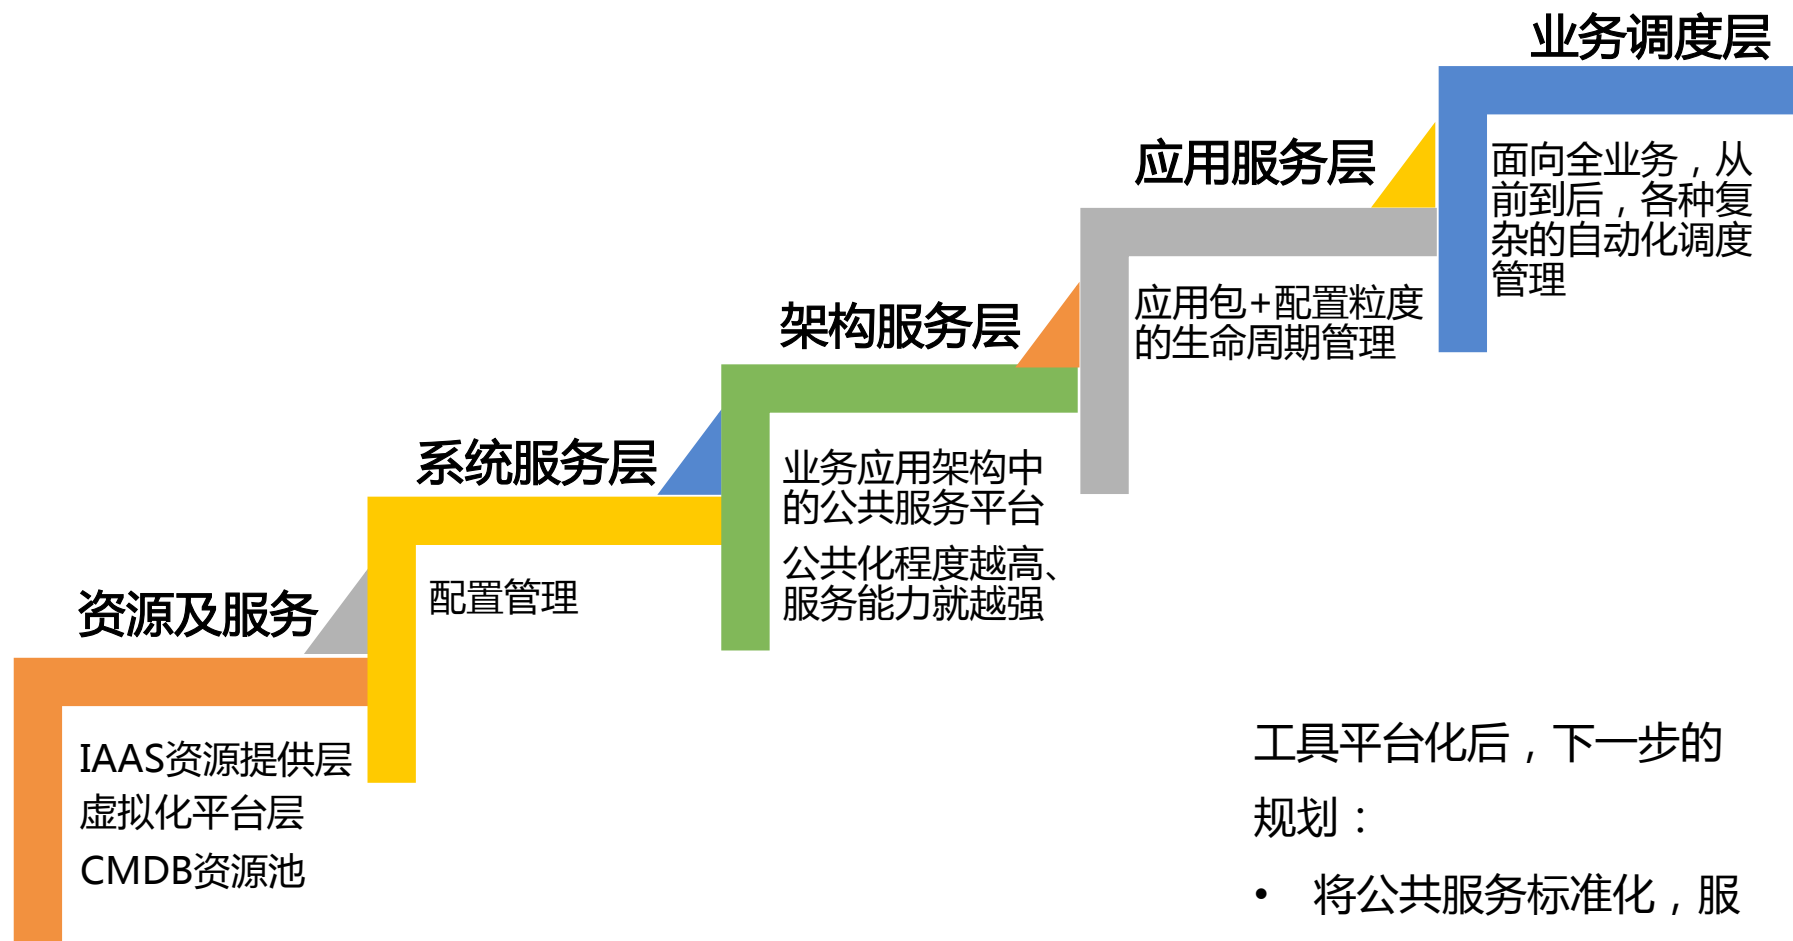 业务调度层
面向全业务，从
前到后，各种复
杂的自动化调度
管理
应用服务层
应用包+配置粒度
的生命周期管理
架构服务层
业务应用架构中
的公共服务平台
公共化程度越高、
服务能力就越强
系统服务层
配置管理
资源及服务
IAAS资源提供层
虚拟化平台层
CMDB资源池
工具平台化后，下一步的
规划：
• 将公共服务标准化，服